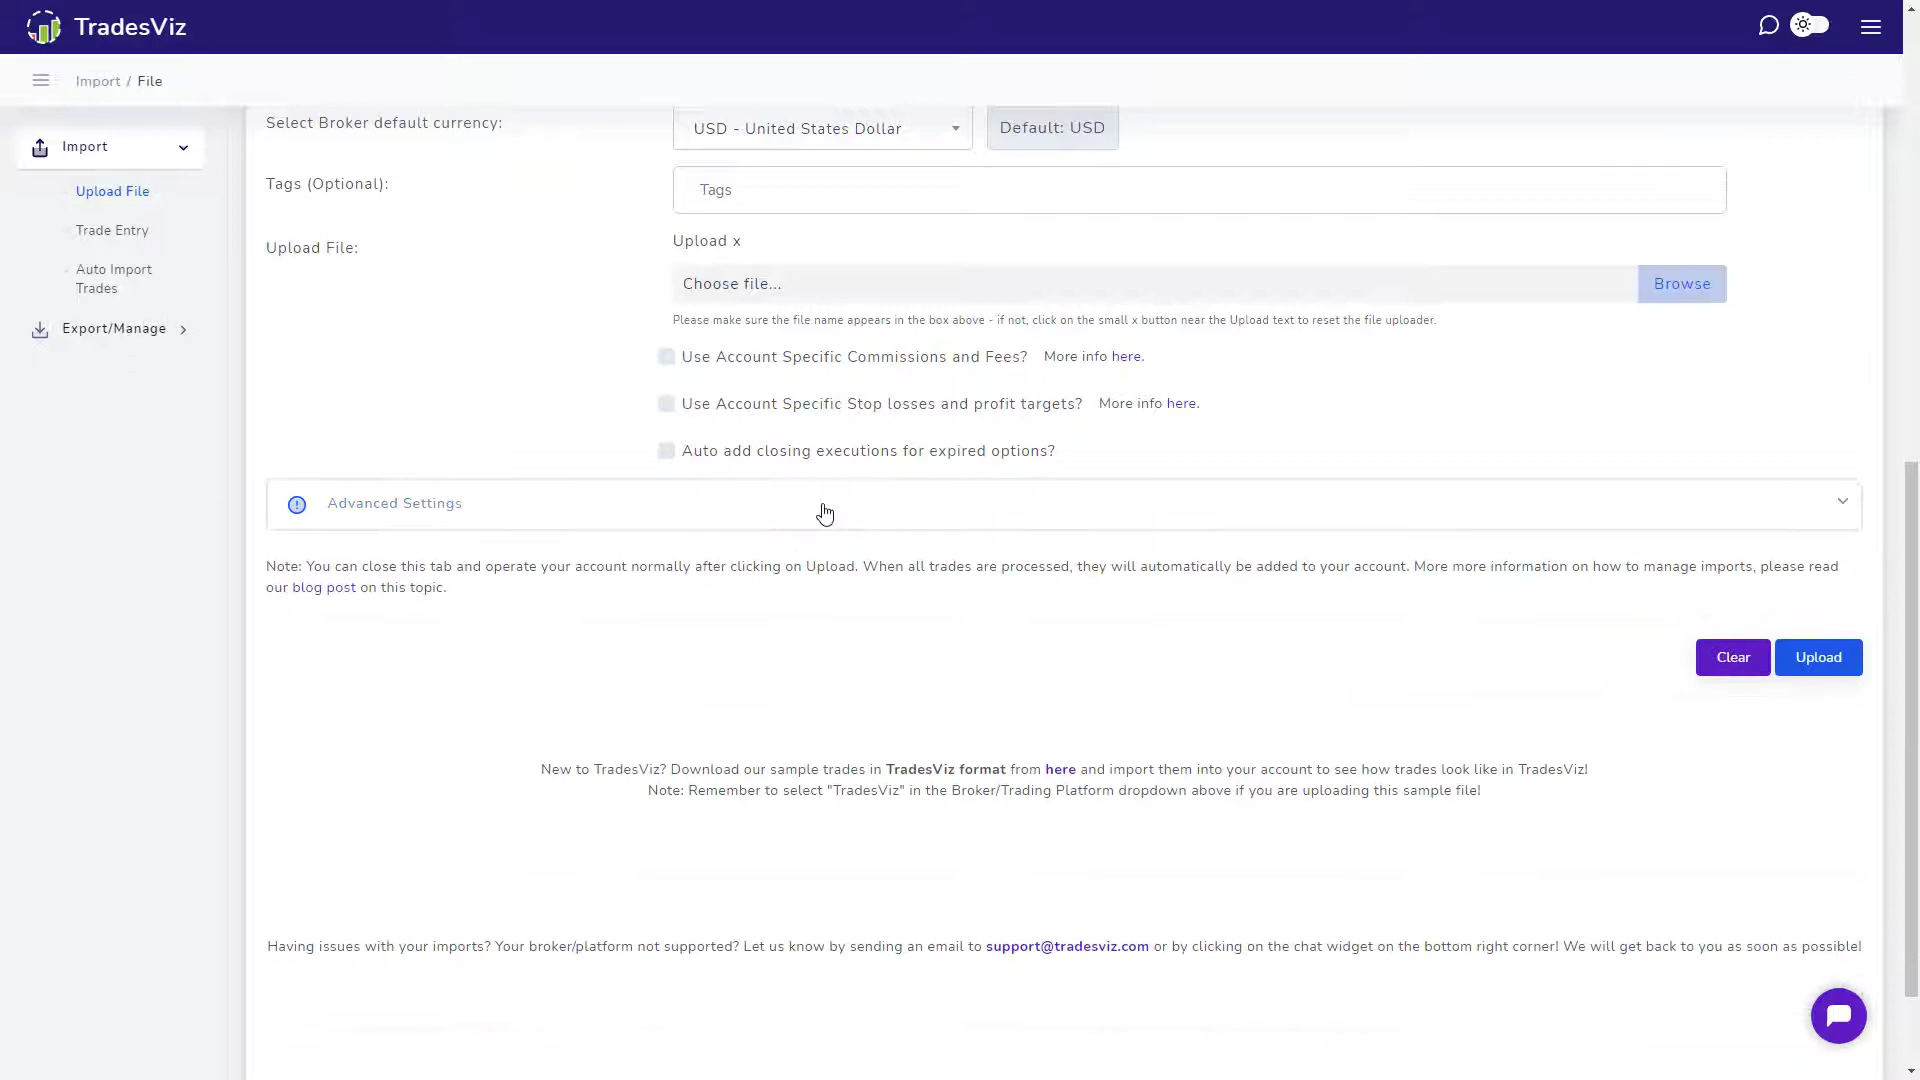 TradesViz
Import / File
Import
Upload File
Trade Entry
Auto Import
Trades
Export/Manage
Select Broker default currency:
USD - United States Dollar
Default: USD
Tags (Optional):
Tags
Upload File:
Upload x
Choose file...
Browse
Please make sure the file name appears in the box above - if not, click on the small x button near the Upload text to reset the file uploader.
Use Account Specific Commissions and Fees? More info here.
Use Account Specific Stop losses and profit targets? More info here.
Auto add closing executions for expired options?
Advanced Settings
Note: You can close this tab and operate your account normally after clicking on Upload. When all trades are processed, they will automatically be added to your account. More more information on how to manage imports, please read
our blog post on this topic.
Clear
Upload
New to TradesViz? Download our sample trades in TradesViz format from here and import them into your account to see how trades look like in TradesViz!
Note: Remember to select "TradesViz" in the Broker/Trading Platform dropdown above if you are uploading this sample file!
Having issues with your imports? Your broker/platform not supported? Let us know by sending an email to support@tradesviz.com or by clicking on the chat widget on the bottom right corner! We will get back to you as soon as possible!